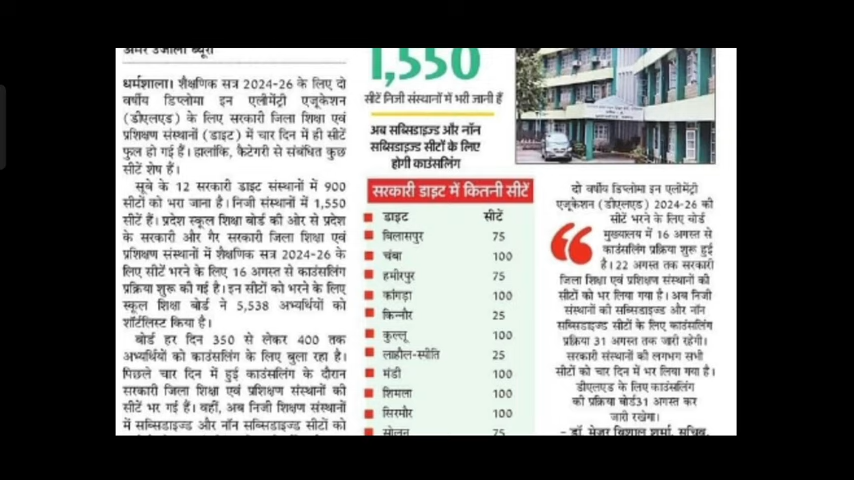 अमर उजाला ब्यूरो
धर्मशाला। शैक्षणिक सत्र 2024-26 के लिए दो
वर्षीय डिप्लोमा इन एलीमेंट्री एजूकेशन
(डीएलएड) के लिए सरकारी जिला शिक्षा एवं
प्रशिक्षण संस्थानों (डाइट) में चार दिन में ही सीटें
फुल हो गई हैं। हालांकि, कैटेगरी से संबंधित कुछ
सीटें शेष हैं।
सूबे के 12 सरकारी डाइट संस्थानों में 900
सीटों को भरा जाना है। निजी संस्थानों में 1,550
सीटें हैं। प्रदेश स्कूल शिक्षा बोर्ड की ओर से प्रदेश
के सरकारी और गैर सरकारी जिला शिक्षा एवं
प्रशिक्षण संस्थानों में शैक्षणिक सत्र 2024-26 के
लिए सीटें भरने के लिए 16 अगस्त से काउंसलिंग
प्रक्रिया शुरू की गई है। इन सीटों को भरने के लिए
स्कूल शिक्षा बोर्ड ने 5,538 अभ्यर्थियों को
शॉर्टलिस्ट किया है।
बोर्ड हर दिन 350 से लेकर 400 तक
अभ्यर्थियों को काउंसलिंग के लिए बुला रहा है।
पिछले चार दिन में हुई काउंसलिंग के दौरान
सरकारी जिला शिक्षा एवं प्रशिक्षण संस्थानों की
सीटें भर गई हैं। वहीं, अब निजी शिक्षण संस्थानों
में सब्सिडाइज्ड और नॉन सब्सिडाइज्ड सीटों को
1,550
सीटें निजी संस्थानों में भरी जानी हैं
अब सब्सिडाइज्ड और नॉन
सब्सिडाइज्ड सीटों के लिए
होगी काउंसलिंग
सरकारी डाइट में कितनी सीटें
डाइट सीटें
बिलासपुर 75
चंबा 100
हमीरपुर 75
कांगड़ा 100
किन्नौर 25
कुल्लू 100
लाहौल-स्पीति 25
मंडी 100
शिमला 100
सिरमौर 100
सोलन 75
दो वर्षीय डिप्लोमा इन एलीमेंट्री
एजूकेशन (डीएलएड) 2024-26 की
सीटें भरने के लिए बोर्ड
मुख्यालय में 16 अगस्त से
काउंसलिंग प्रक्रिया शुरू हुई
है। 22 अगस्त तक सरकारी
जिला शिक्षा एवं प्रशिक्षण संस्थानों की
सीटों को भर लिया गया है। अब निजी
संस्थानों की सब्सिडाइज्ड और नॉन
सब्सिडाइज्ड सीटों के लिए काउंसलिंग
प्रक्रिया 31 अगस्त तक जारी रहेगी।
सरकारी संस्थानों की लगभग सभी
सीटों को चार दिन में भर लिया गया है।
डीएलएड के लिए काउंसलिंग
की प्रक्रिया बोर्ड31 अगस्त कर
जारी रखेगा।
- डॉ. मेजर विशाल शर्मा, सचिव,